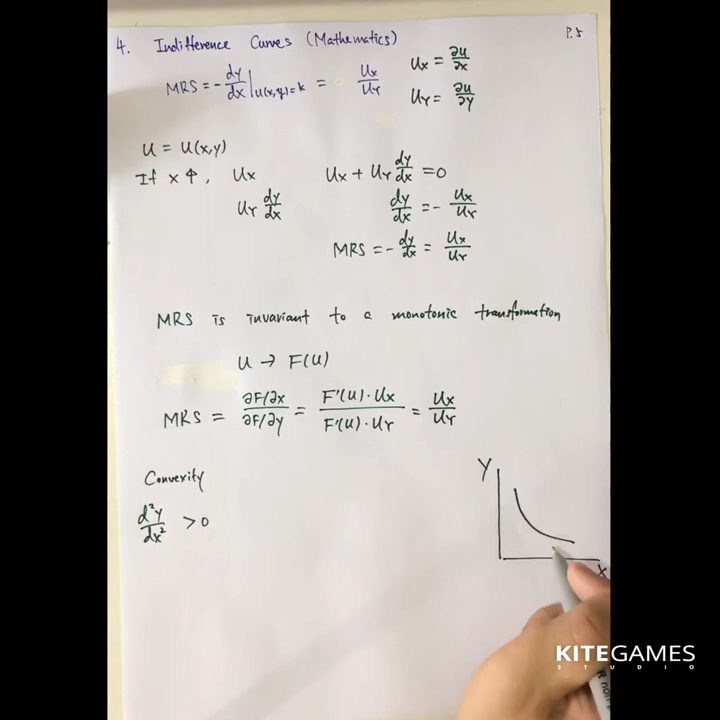 4. Indifference Curves (Mathematics) P.5
MRS = - dy/dx | u(x,y)=k = Ux/UY Ux = ∂u/∂x
UY = ∂u/∂y
U = U(x,y)
If x ↑, Ux Ux + UY dy/dx = 0
UY dy/dx dy/dx = - Ux/UY
MRS = - dy/dx = Ux/UY
MRS is invariant to a monotonic transformation
U → F(U)
MRS = ∂F/∂x / ∂F/∂y = F'(U)·Ux / F'(U)·UY = Ux/UY
Convexity
d²y/dx² > 0
Y
X
KITEGAMES
STUDIO